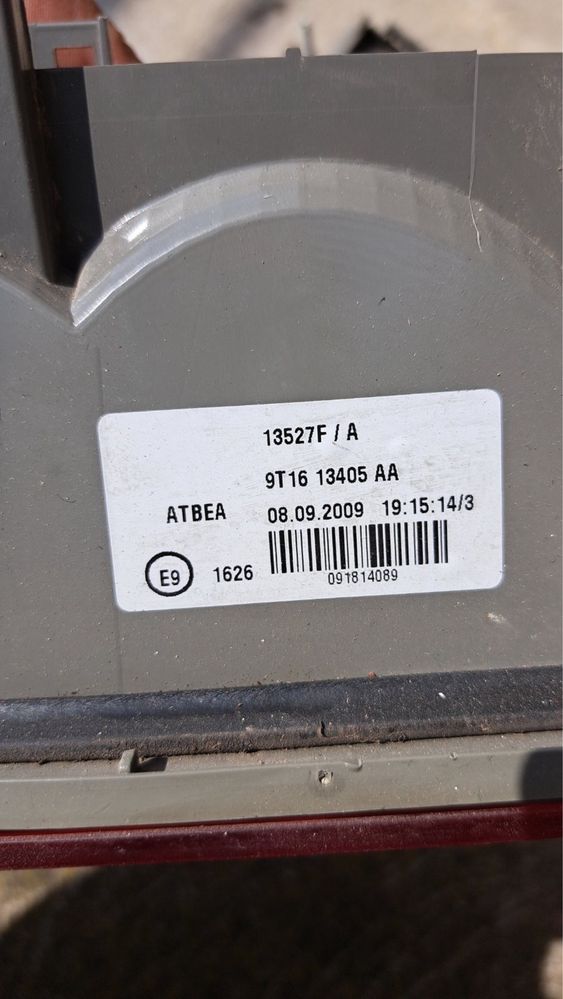 13527F / A
9T16 13405 AA
ATBEA 08.09.2009 19:15:14/3
E9 1626
091814089